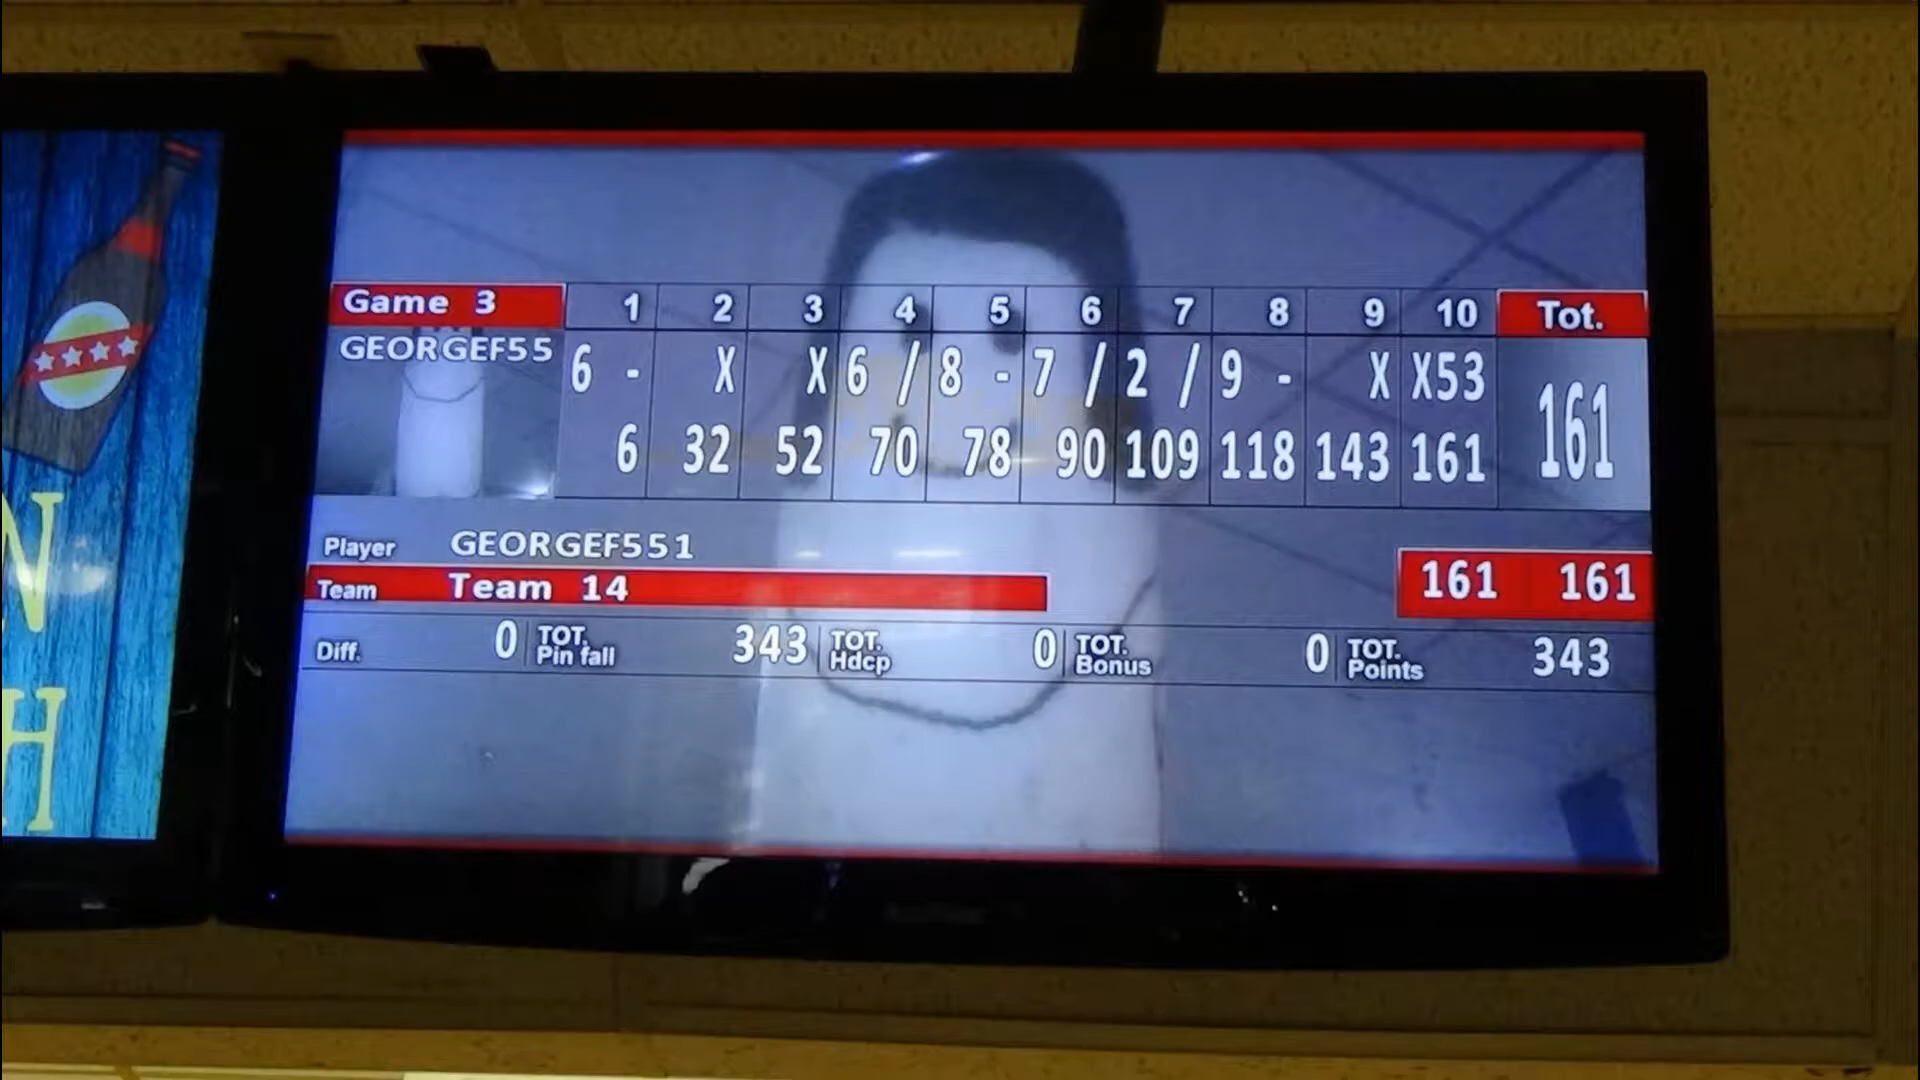 Game 3 1 2 3 4 5 6 7 8 9 10 Tot.
GEORGEF55 6 - X X 6 / 8 - 7 / 2 / 9 - X X53
6 32 52 70 78 90 109 118 143 161 161
Player GEORGEF551
Team Team 14 161 161
Diff. 0 TOT. Pin fall 343 TOT. Hdcp 0 TOT. Bonus 0 TOT. Points 343
N
H